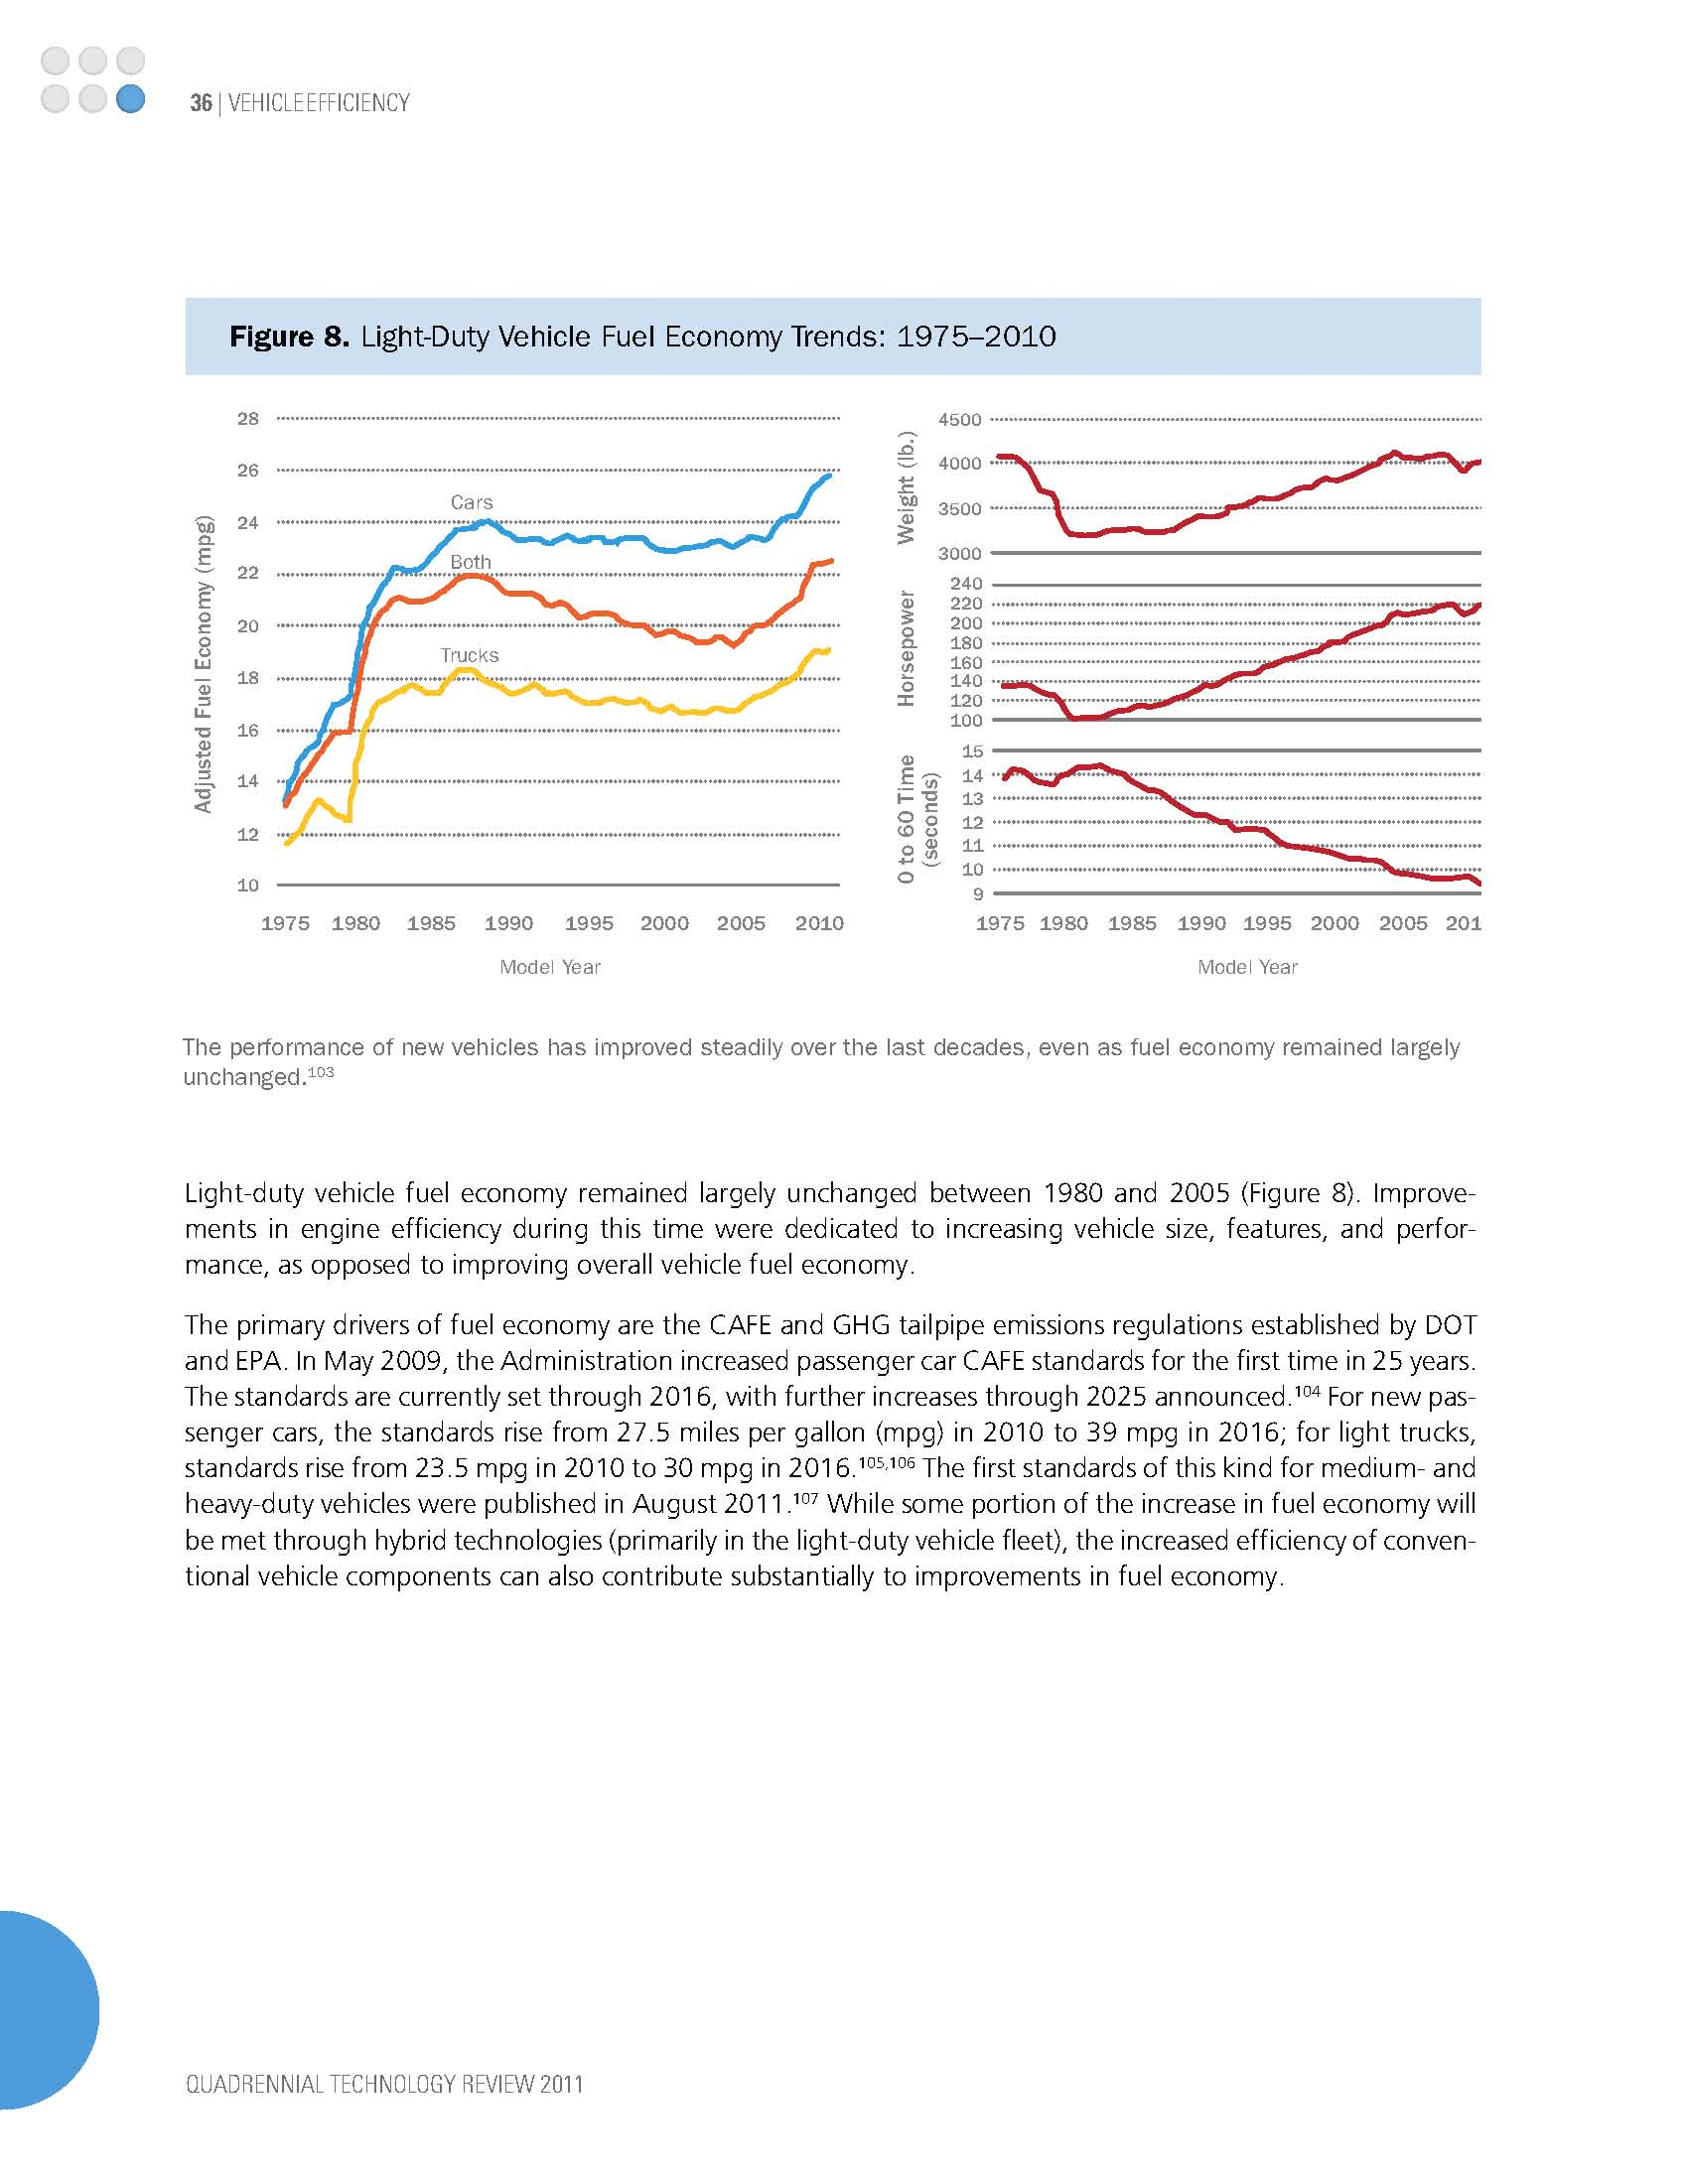 36 | VEHICLE EFFICIENCY
Figure 8. Light-Duty Vehicle Fuel Economy Trends: 1975–2010
Adjusted Fuel Economy (mpg)
28
26
24
22
20
18
16
14
12
10
Cars
Both
Trucks
1975 1980 1985 1990 1995 2000 2005 2010
Model Year
Weight (lb.)
4500
4000
3500
3000
Horsepower
240
220
200
180
160
140
120
100
0 to 60 Time
(seconds)
15
14
13
12
11
10
9
1975 1980 1985 1990 1995 2000 2005 201
Model Year
The performance of new vehicles has improved steadily over the last decades, even as fuel economy remained largely
unchanged.103
Light-duty vehicle fuel economy remained largely unchanged between 1980 and 2005 (Figure 8). Improve-
ments in engine efficiency during this time were dedicated to increasing vehicle size, features, and perfor-
mance, as opposed to improving overall vehicle fuel economy.
The primary drivers of fuel economy are the CAFE and GHG tailpipe emissions regulations established by DOT
and EPA. In May 2009, the Administration increased passenger car CAFE standards for the first time in 25 years.
The standards are currently set through 2016, with further increases through 2025 announced.104 For new pas-
senger cars, the standards rise from 27.5 miles per gallon (mpg) in 2010 to 39 mpg in 2016; for light trucks,
standards rise from 23.5 mpg in 2010 to 30 mpg in 2016.105,106 The first standards of this kind for medium- and
heavy-duty vehicles were published in August 2011.107 While some portion of the increase in fuel economy will
be met through hybrid technologies (primarily in the light-duty vehicle fleet), the increased efficiency of conven-
tional vehicle components can also contribute substantially to improvements in fuel economy.
QUADRENNIAL TECHNOLOGY REVIEW 2011